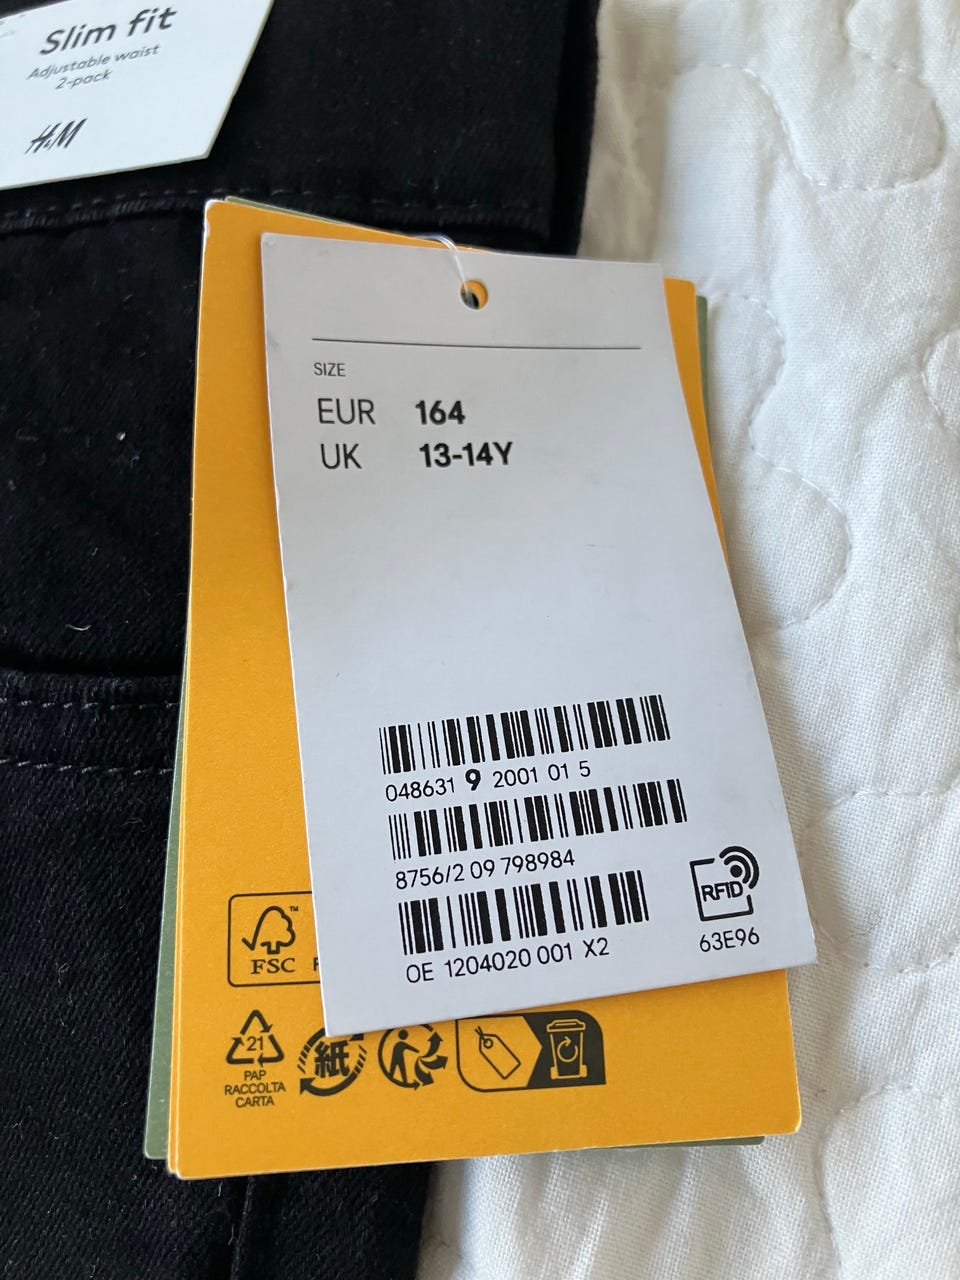 Slim fit
Adjustable waist
2-pack
H&M
SIZE
EUR 164
UK 13-14Y
048631 9 2001 01 5
8756/2 09 798984
OE 1204020 001 X2
RFID
63E96
™
FSC
21
PAP
RACCOLTA
CARTA
紙